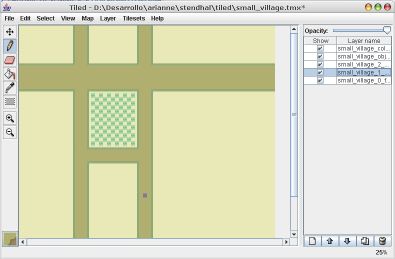 Tiled - D:\Desarrollo\arianne\stendhal\tiled\small_village.tmx*
File Edit Select View Map Layer Tilesets Help
Opacity:
Show Layer name
small_village_col...
small_village_obj...
small_village_2_...
small_village_1_...
small_village_0_f...
25%